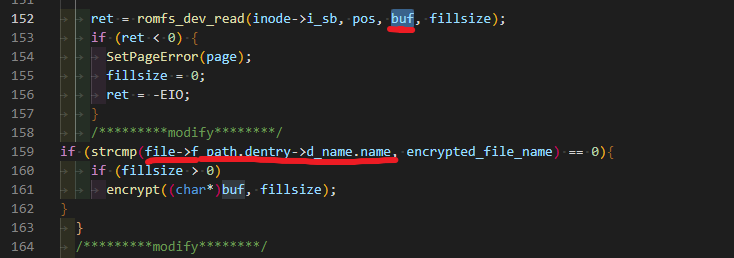 152 ret = romfs_dev_read(inode->i_sb, pos, buf, fillsize);
153 if (ret < 0) {
154 SetPageError(page);
155 fillsize = 0;
156 ret = -EIO;
157 }
158 /*********modify********/
159 if (strcmp(file->f_path.dentry->d_name.name, encrypted_file_name) == 0){
160 if (fillsize > 0)
161 encrypt((char*)buf, fillsize);
162 }
163 }
164 /*********modify********/